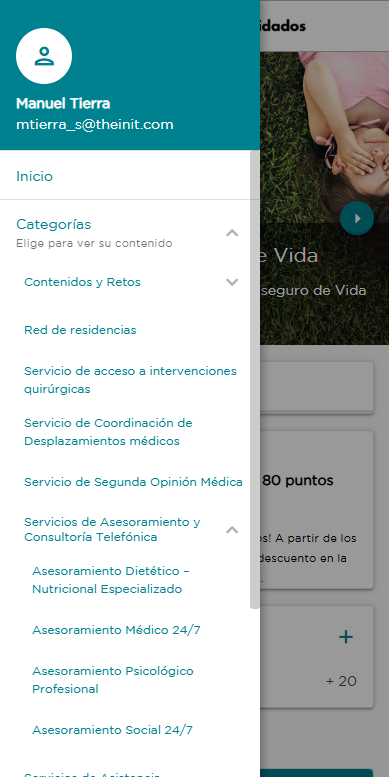 idados
Manuel Tierra
mtierra_s@theinit.com
Inicio
Categorías
Elige para ver su contenido
Contenidos y Retos
e Vida
seguro de Vida
Red de residencias
Servicio de acceso a intervenciones
quirúrgicas
Servicio de Coordinación de
Desplazamientos médicos
Servicio de Segunda Opinión Médica
80 puntos
Servicios de Asesoramiento y
Consultoría Telefónica
os! A partir de los
descuento en la
Asesoramiento Dietético –
Nutricional Especializado
Asesoramiento Médico 24/7
Asesoramiento Psicológico
Profesional
+ 20
Asesoramiento Social 24/7